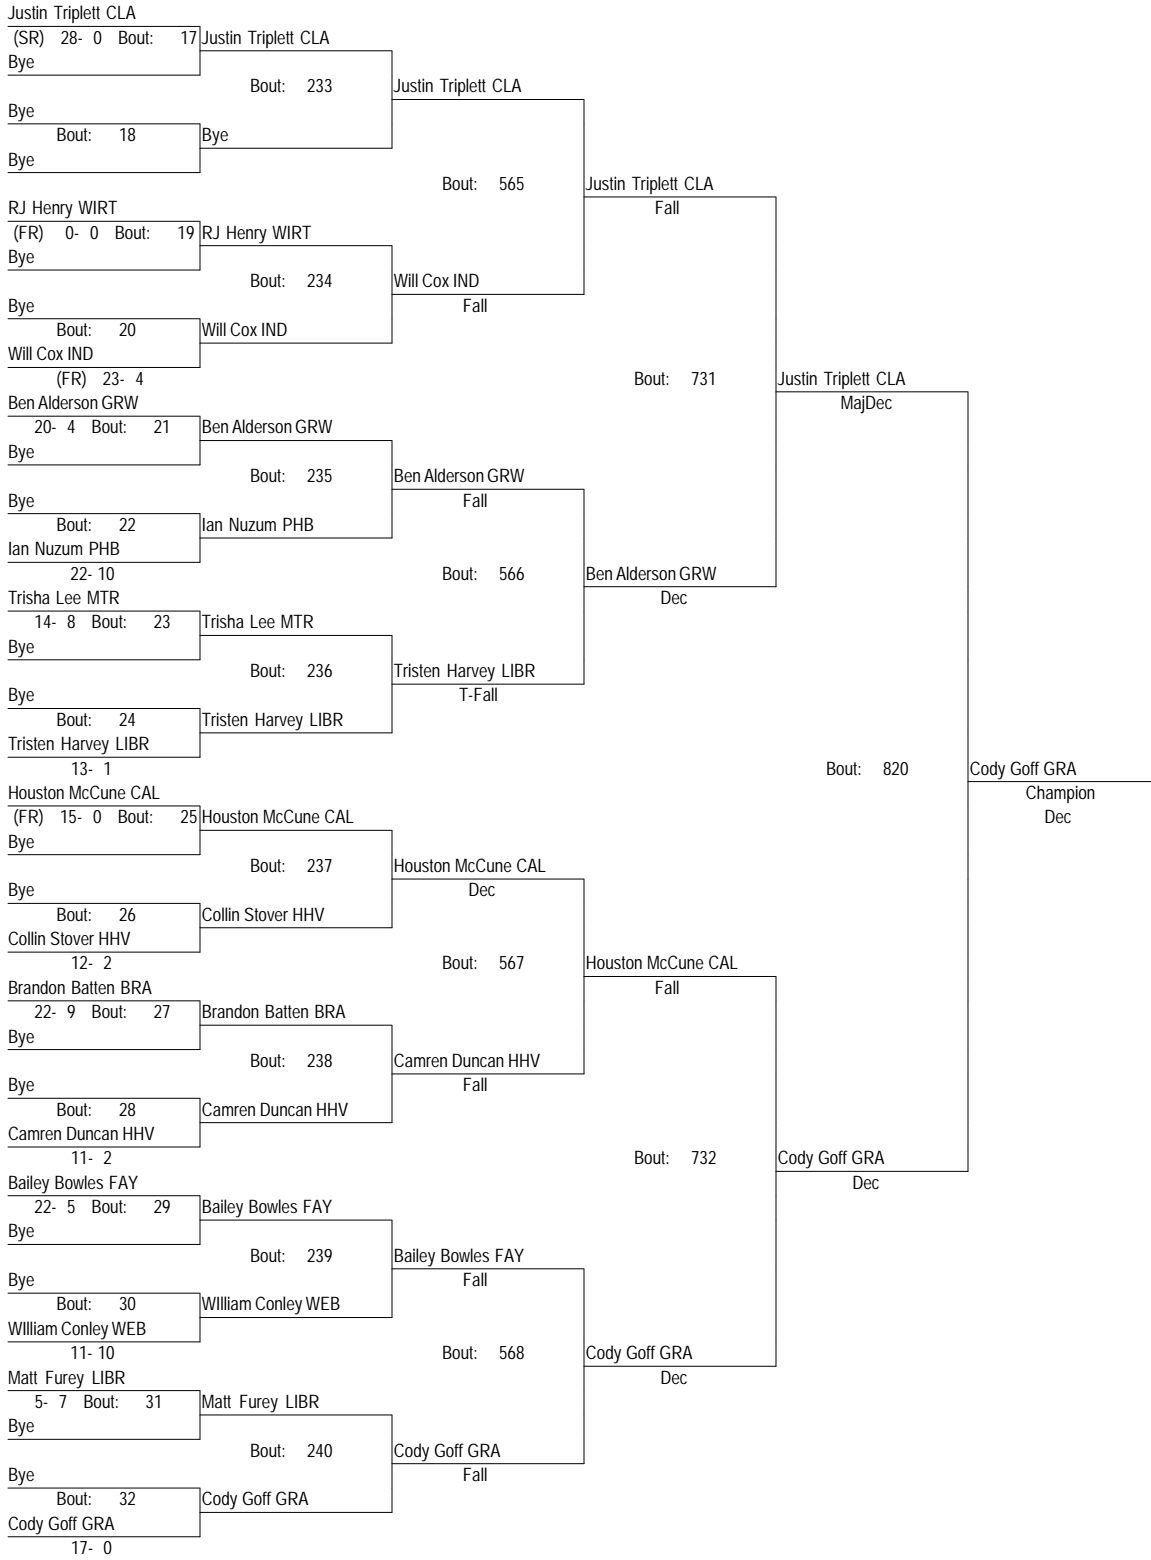 Justin Triplett CLA
(SR) 28- 0 Bout: 17 Justin Triplett CLA
Bye
Bout: 233 Justin Triplett CLA
Bye
Bout: 18 Bye
Bye
Bout: 565 Justin Triplett CLA
RJ Henry WIRT Fall
(FR) 0- 0 Bout: 19 RJ Henry WIRT
Bye
Bout: 234 Will Cox IND
Bye Fall
Bout: 20 Will Cox IND
Will Cox IND
(FR) 23- 4 Bout: 731 Justin Triplett CLA
Ben Alderson GRW MajDec
20- 4 Bout: 21 Ben Alderson GRW
Bye
Bout: 235 Ben Alderson GRW
Bye Fall
Bout: 22 Ian Nuzum PHB
Ian Nuzum PHB
22- 10 Bout: 566 Ben Alderson GRW
Trisha Lee MTR Dec
14- 8 Bout: 23 Trisha Lee MTR
Bye
Bout: 236 Tristen Harvey LIBR
Bye T-Fall
Bout: 24 Tristen Harvey LIBR
Tristen Harvey LIBR
13- 1 Bout: 820 Cody Goff GRA
Houston McCune CAL Champion
(FR) 15- 0 Bout: 25 Houston McCune CAL Dec
Bye
Bout: 237 Houston McCune CAL
Bye Dec
Bout: 26 Collin Stover HHV
Collin Stover HHV
12- 2 Bout: 567 Houston McCune CAL
Brandon Batten BRA Fall
22- 9 Bout: 27 Brandon Batten BRA
Bye
Bout: 238 Camren Duncan HHV
Bye Fall
Bout: 28 Camren Duncan HHV
Camren Duncan HHV
11- 2 Bout: 732 Cody Goff GRA
Bailey Bowles FAY Dec
22- 5 Bout: 29 Bailey Bowles FAY
Bye
Bout: 239 Bailey Bowles FAY
Bye Fall
Bout: 30 WIlliam Conley WEB
WIlliam Conley WEB
11- 10 Bout: 568 Cody Goff GRA
Matt Furey LIBR Dec
5- 7 Bout: 31 Matt Furey LIBR
Bye
Bout: 240 Cody Goff GRA
Bye Fall
Bout: 32 Cody Goff GRA
Cody Goff GRA
17- 0